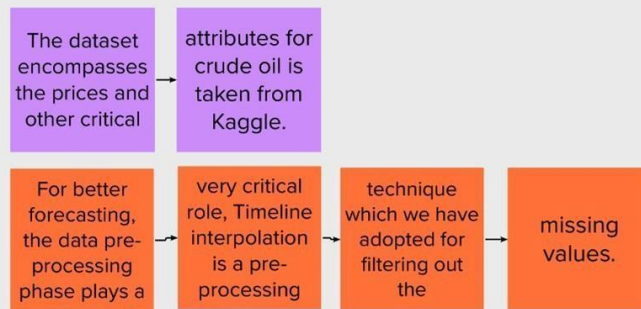 The dataset
encompasses
the prices and
other critical
attributes for
crude oil is
taken from
Kaggle.
For better
forecasting,
the data pre-
processing
phase plays a
very critical
role, Timeline
interpolation
is a pre-
processing
technique
which we have
adopted for
filtering out
the
missing
values.